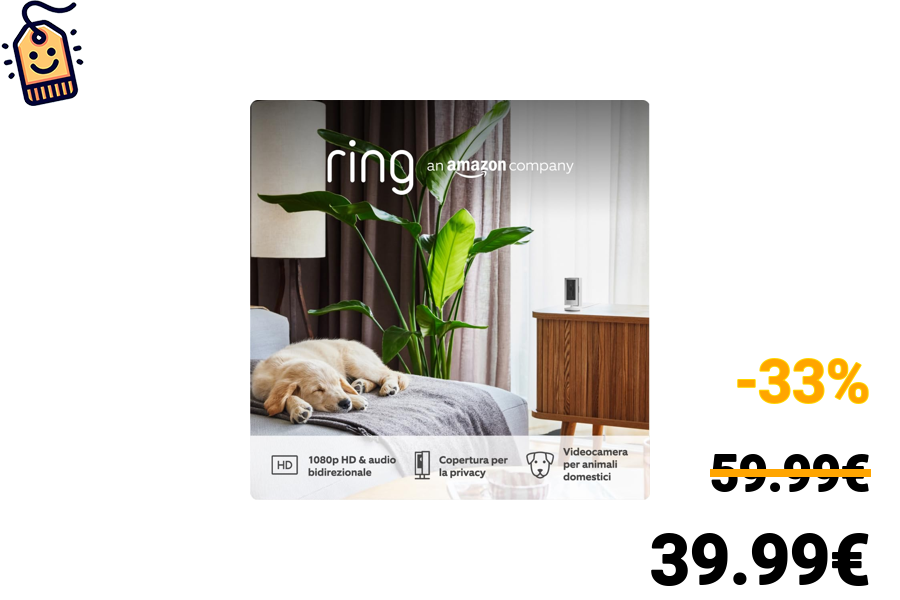 ring an amazon company
-33%
HD
1080p HD & audio
bidirezionale
Copertura per
la privacy
Videocamera
per animali
domestici
59.99€
39.99€